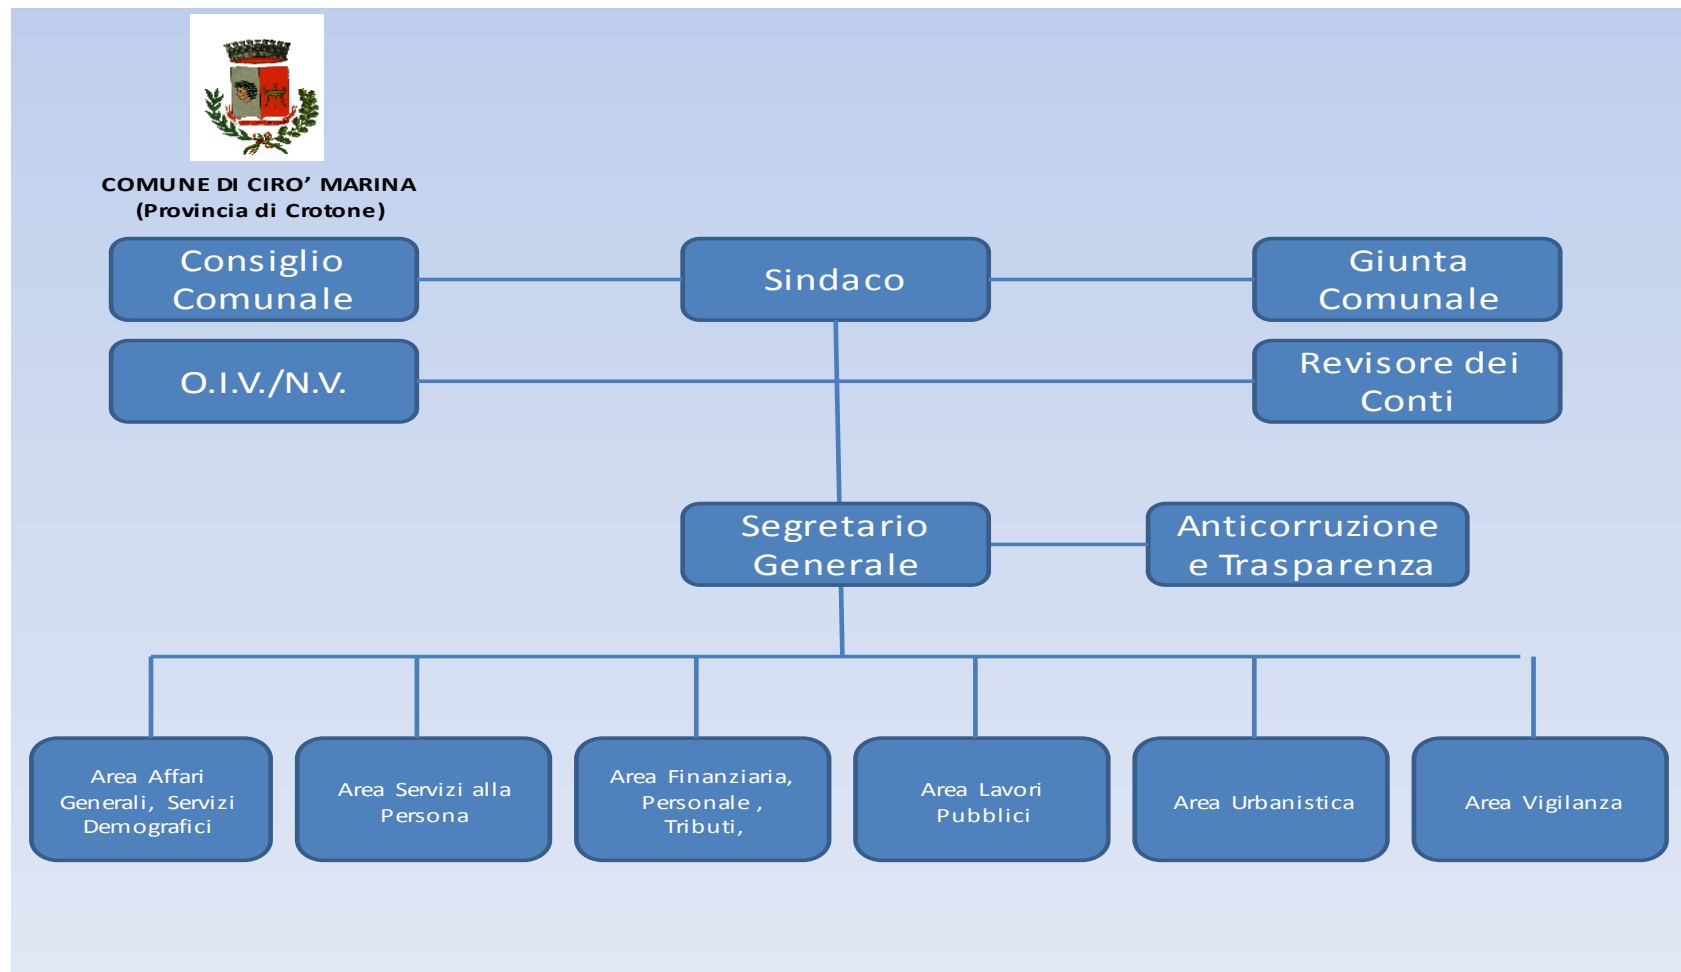 COMUNE DI CIRO’ MARINA
(Provincia di Crotone)
Consiglio
Comunale
Sindaco
Giunta
Comunale
O.I.V./N.V.
Revisore dei
Conti
Segretario
Generale
Anticorruzione
e Trasparenza
Area Affari
Generali, Servizi
Demografici
Area Servizi alla
Persona
Area Finanziaria,
Personale ,
Tributi,
Area Lavori
Pubblici
Area Urbanistica
Area Vigilanza